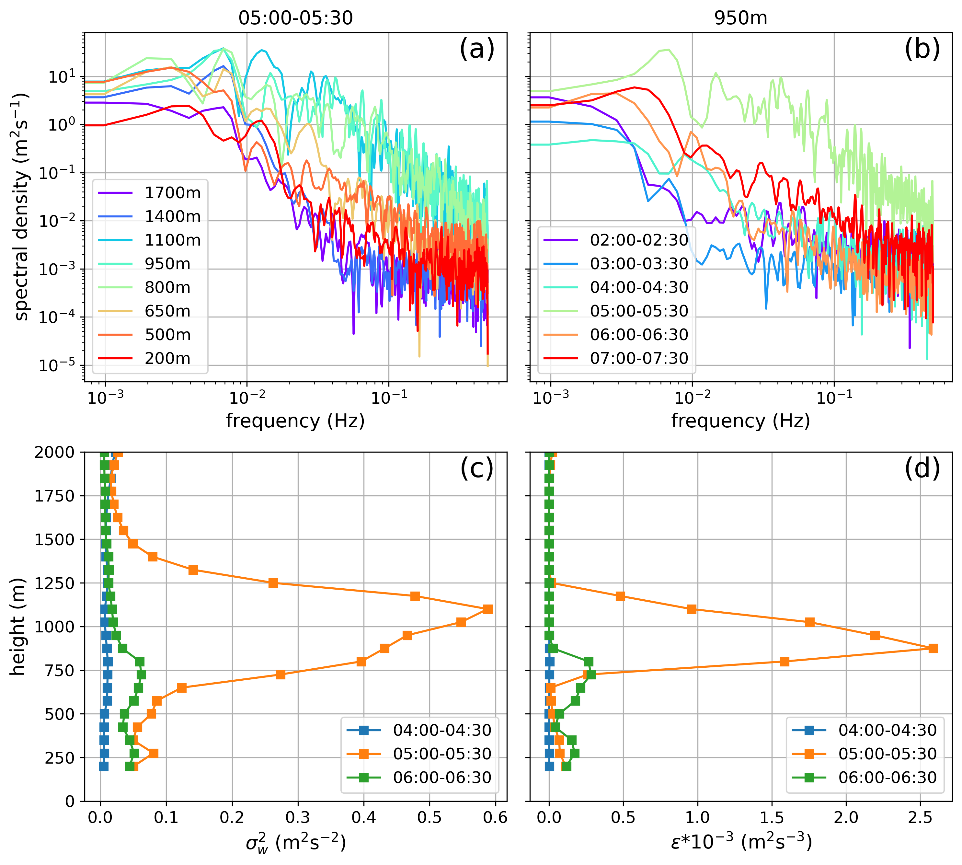 05:00-05:30
950m
(a)
(b)
10¹
10⁰
10⁻¹
10⁻²
10⁻³
10⁻⁴
10⁻⁵
spectral density (m²s⁻¹)
1700m
1400m
1100m
950m
800m
650m
500m
200m
02:00-02:30
03:00-03:30
04:00-04:30
05:00-05:30
06:00-06:30
07:00-07:30
10⁻³
10⁻²
10⁻¹
10⁻³
10⁻²
10⁻¹
frequency (Hz)
frequency (Hz)
(c)
(d)
2000
1750
1500
1250
1000
750
500
250
0
height (m)
04:00-04:30
05:00-05:30
06:00-06:30
04:00-04:30
05:00-05:30
06:00-06:30
0.0
0.1
0.2
0.3
0.4
0.5
0.6
0.0
0.5
1.0
1.5
2.0
2.5
σ²w (m²s⁻²)
ε*10⁻³ (m²s⁻³)